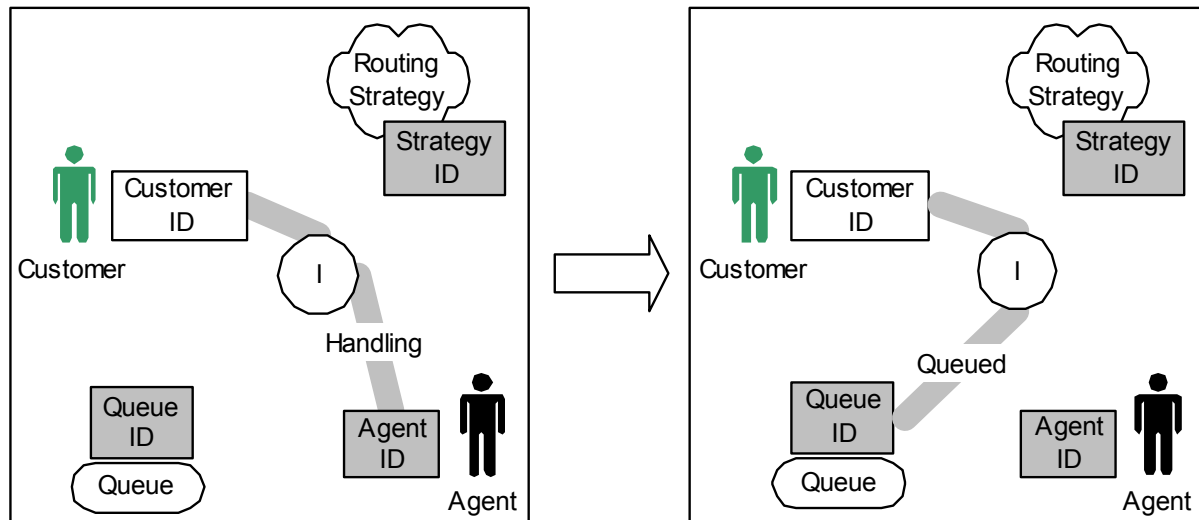 Routing
Strategy
Strategy
ID
Customer
ID
Customer
I
Handling
Queue
ID
Queue
Agent
ID
Agent
Routing
Strategy
Strategy
ID
Customer
ID
Customer
I
Queued
Queue
ID
Queue
Agent
ID
Agent